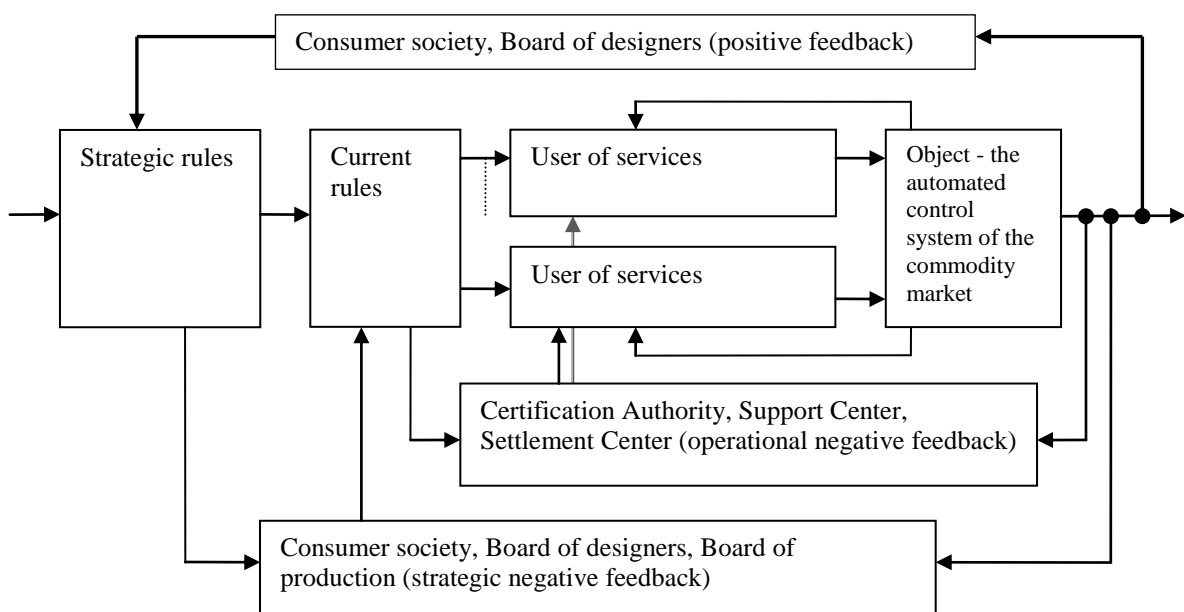 Consumer society, Board of designers (positive feedback)
Strategic rules
Current
rules
User of services
User of services
Object - the
automated
control
system of the
commodity
market
Certification Authority, Support Center,
Settlement Center (operational negative feedback)
Consumer society, Board of designers, Board of
production (strategic negative feedback)